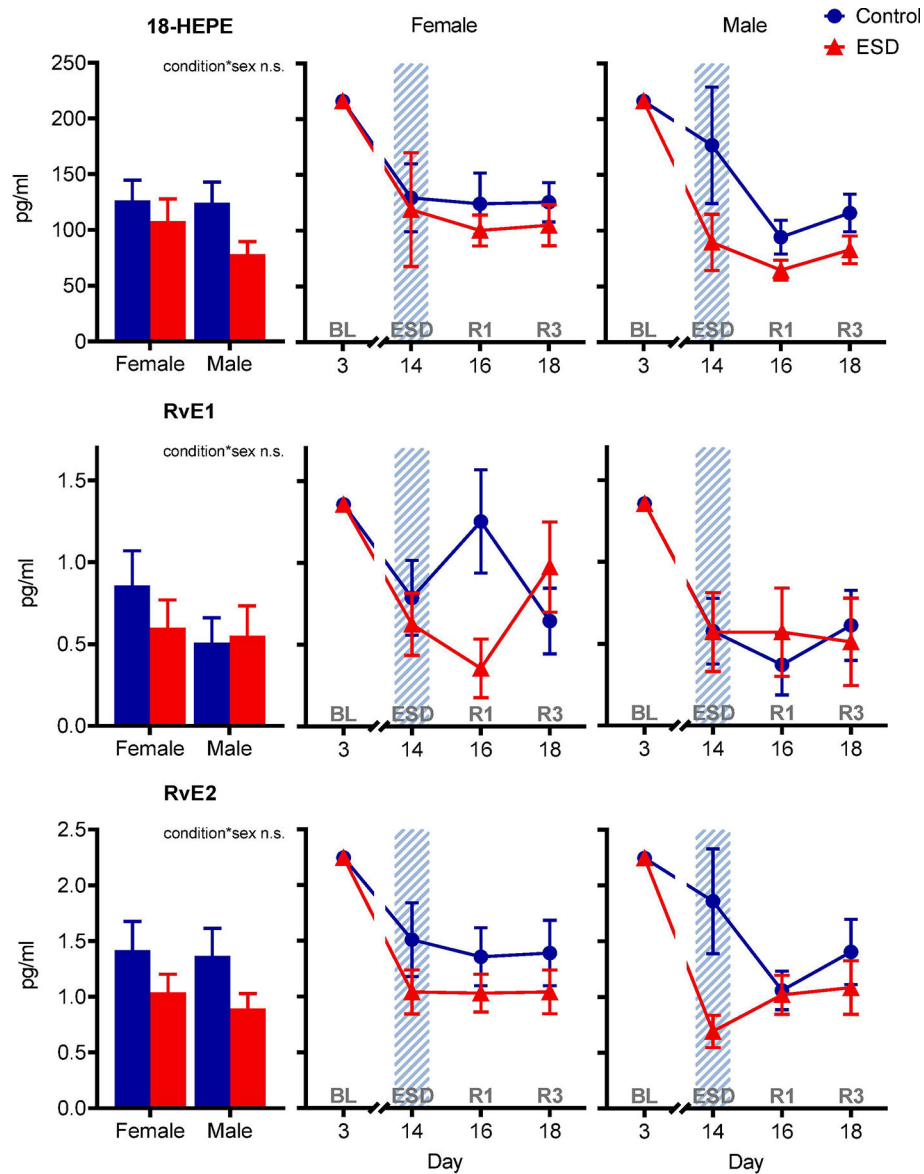 18-HEPE
Female
Male
Control
ESD
condition*sex n.s.
pg/ml
250
200
150
100
50
0
Female
Male
BL
ESD
R1
R3
3
14
16
18
BL
ESD
R1
R3
3
14
16
18
RvE1
condition*sex n.s.
pg/ml
1.5
1.0
0.5
0.0
Female
Male
BL
ESD
R1
R3
3
14
16
18
BL
ESD
R1
R3
3
14
16
18
RvE2
condition*sex n.s.
pg/ml
2.5
2.0
1.5
1.0
0.5
0.0
Female
Male
BL
ESD
R1
R3
3
14
16
18
Day
BL
ESD
R1
R3
3
14
16
18
Day